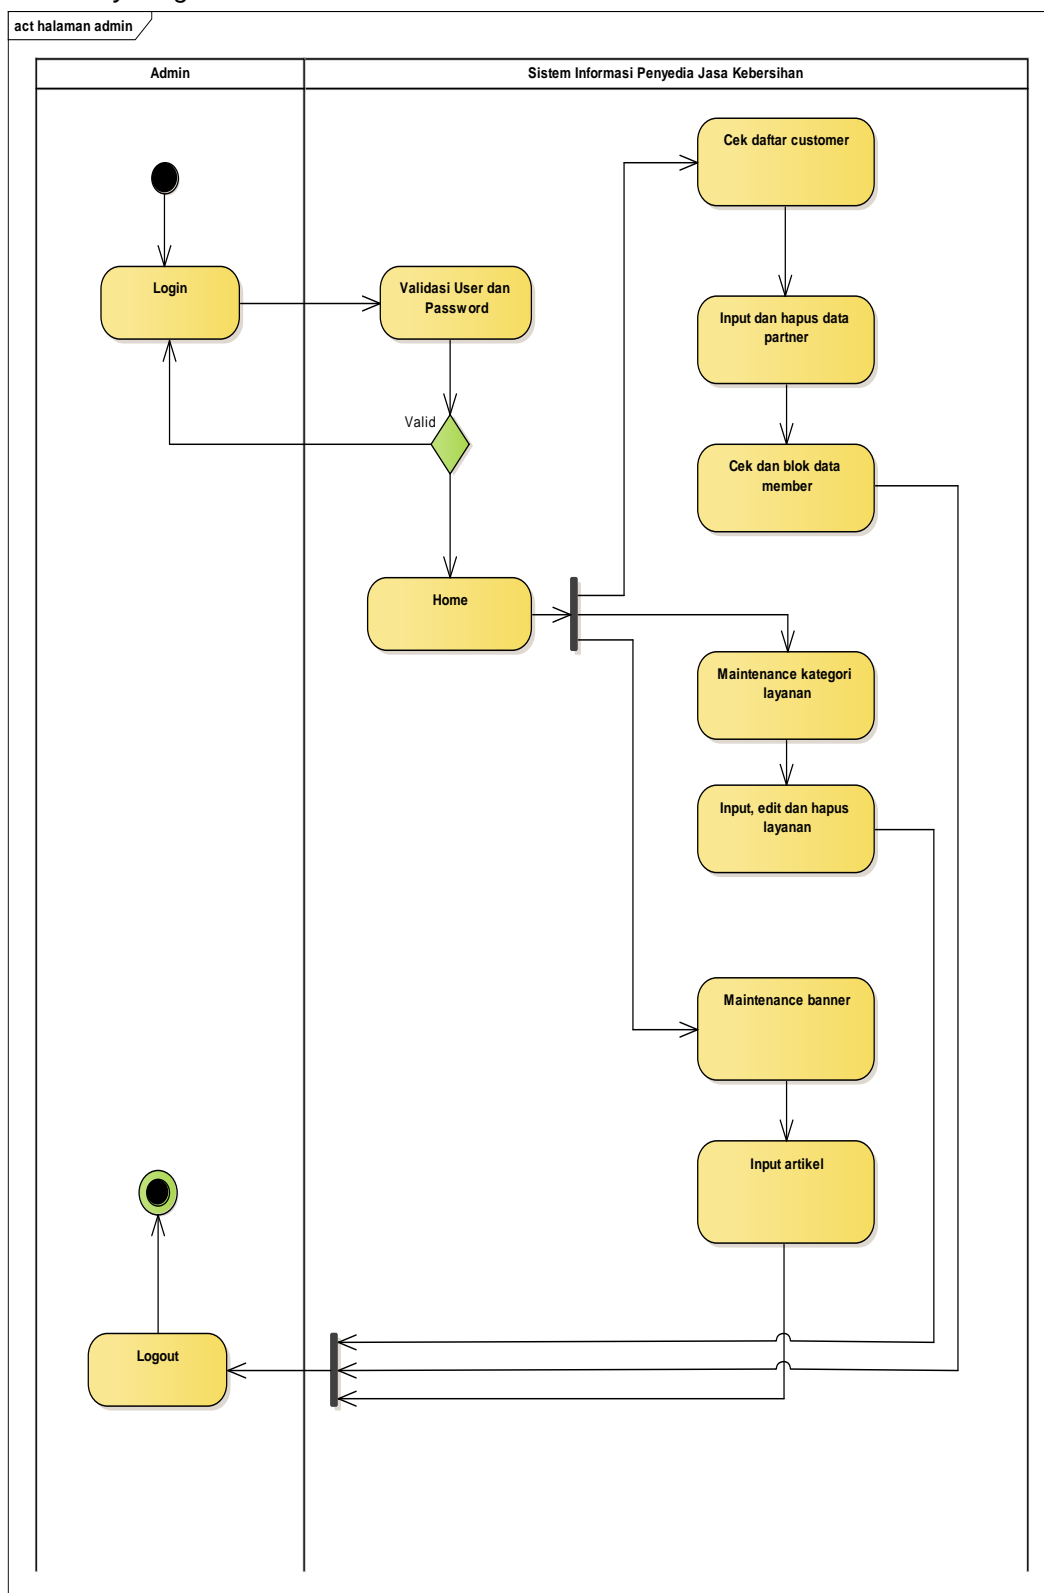 act halaman admin
Admin
Sistem Informasi Penyedia Jasa Kebersihan
Cek daftar customer
Login
Validasi User dan
Password
Input dan hapus data
partner
Valid
Cek dan blok data
member
Home
Maintenance kategori
layanan
Input, edit dan hapus
layanan
Maintenance banner
Input artikel
Logout